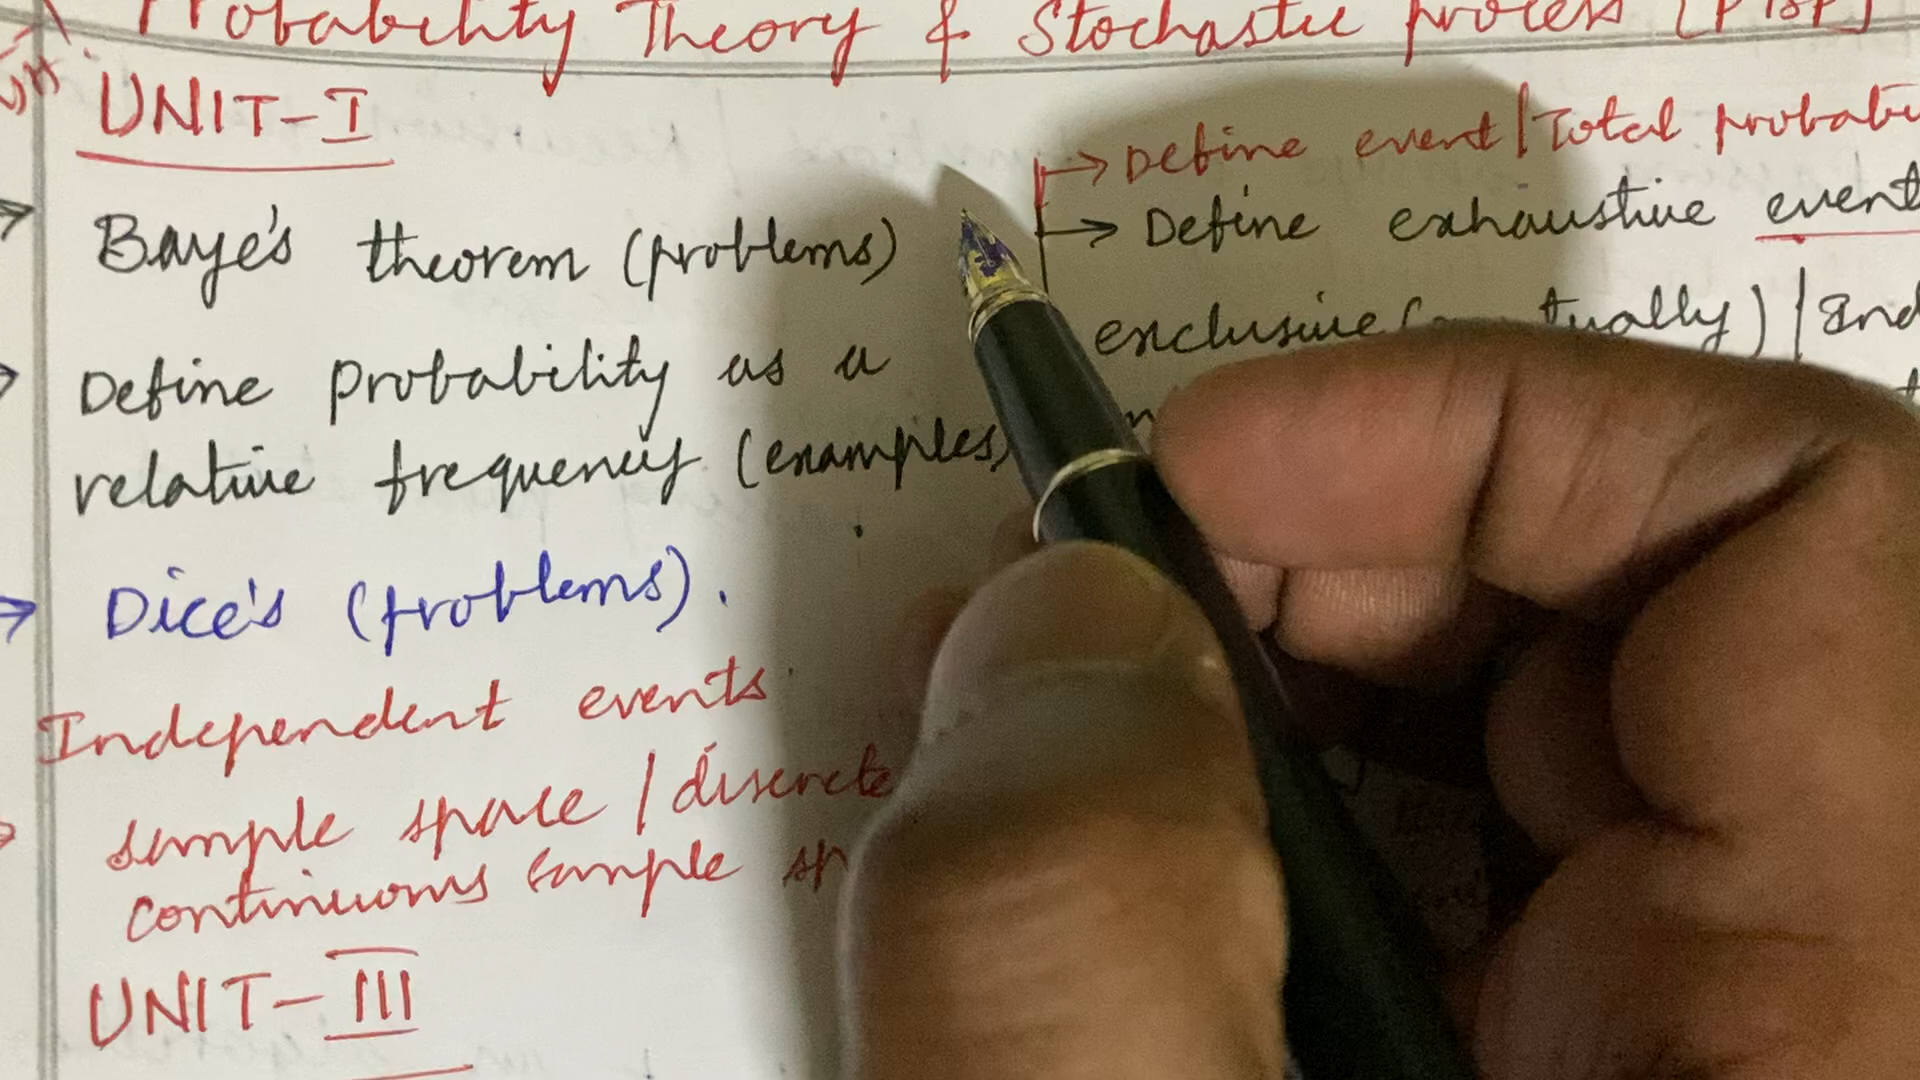 Probability Theory & Stochastic process [PTSP]
UNIT-I
Baye's theorem (problems)
Define probability as a
relative frequency (examples)
Dice's (problems).
Independent events
sample space / discrete
continuous sample
UNIT-III
Define event / Total
Define exhaustive event
exclusive